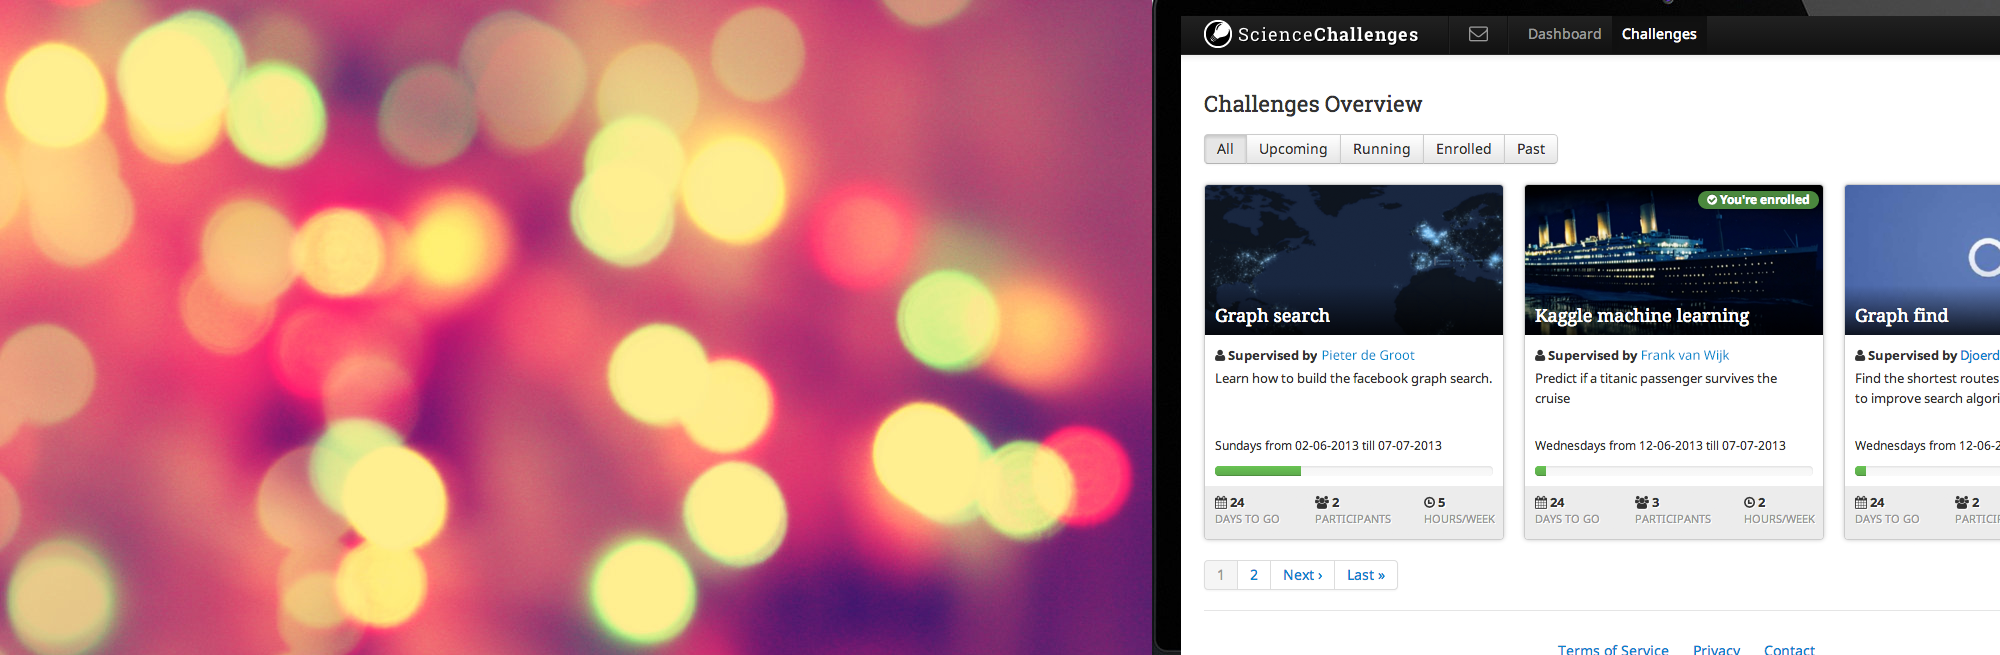 ScienceChallenges
Dashboard
Challenges
Challenges Overview
All
Upcoming
Running
Enrolled
Past
You're enrolled
Graph search
Supervised by Pieter de Groot
Learn how to build the facebook graph search.
Sundays from 02-06-2013 till 07-07-2013
24
DAYS TO GO
2
PARTICIPANTS
5
HOURS/WEEK
Kaggle machine learning
Supervised by Frank van Wijk
Predict if a titanic passenger survives the
cruise
Wednesdays from 12-06-2013 till 07-07-2013
24
DAYS TO GO
3
PARTICIPANTS
2
HOURS/WEEK
Graph find
Supervised by Djoerd
Find the shortest routes
to improve search algori
Wednesdays from 12-06-2
24
DAYS TO GO
2
PARTICI
1
2
Next ›
Last »
Terms of Service
Privacy
Contact